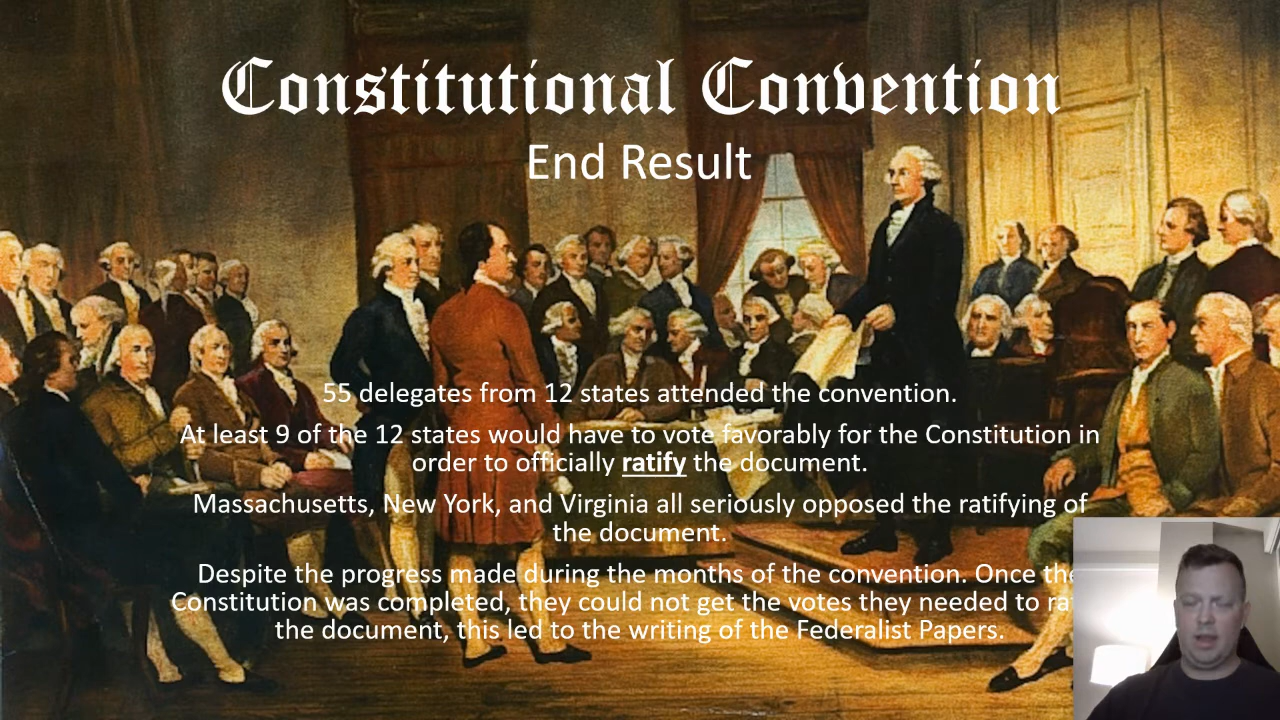 Constitutional Convention
End Result
55 delegates from 12 states attended the convention.
At least 9 of the 12 states would have to vote favorably for the Constitution in
order to officially ratify the document.
Massachusetts, New York, and Virginia all seriously opposed the ratifying of
the document.
Despite the progress made during the months of the convention. Once the
Constitution was completed, they could not get the votes they needed to
the document, this led to the writing of the Federalist Papers.